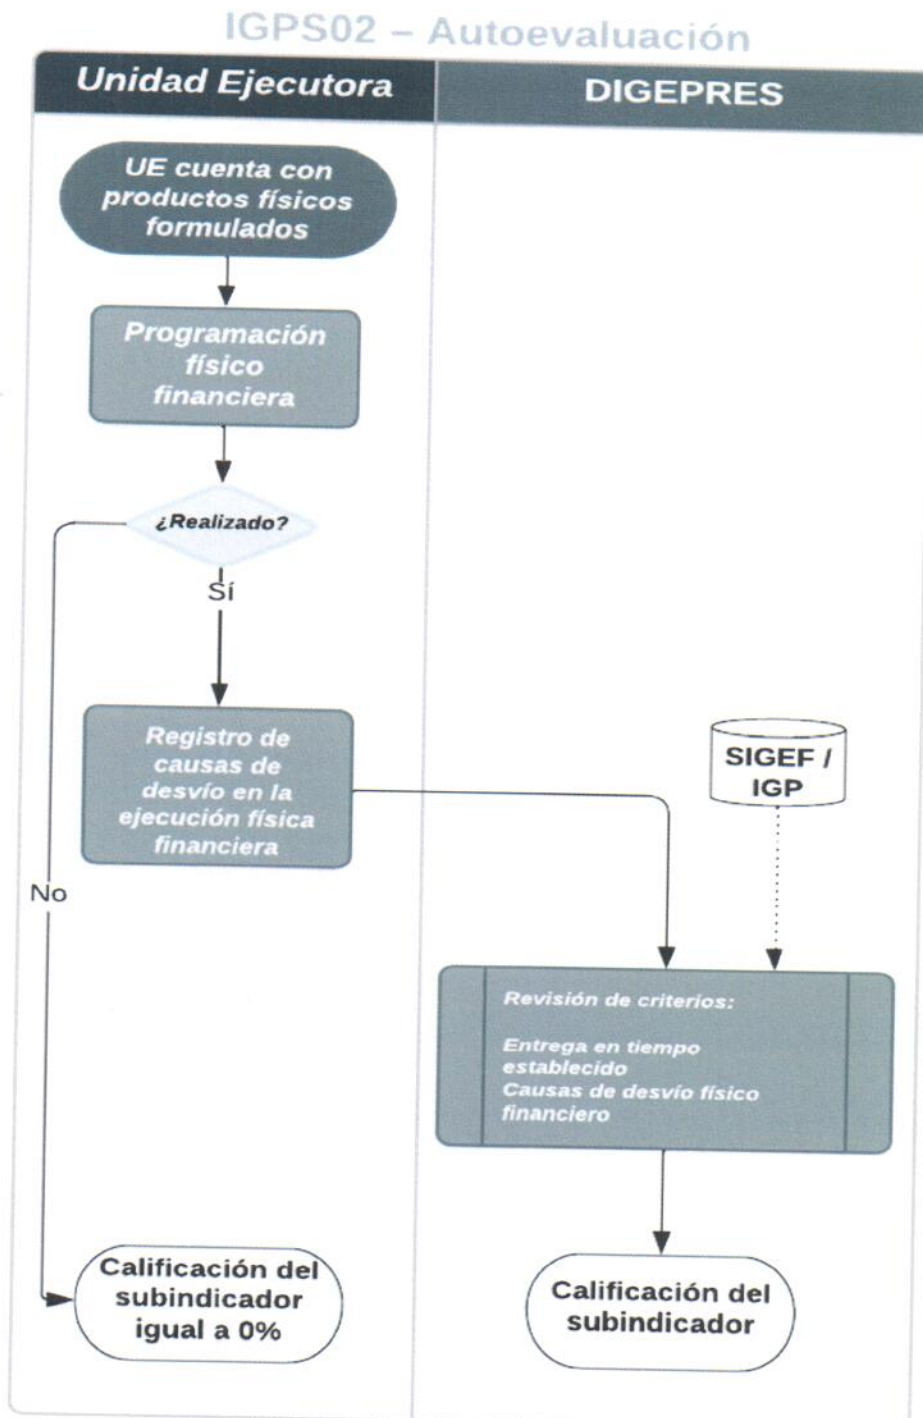 IGPS02 – Autoevaluación
Unidad Ejecutora
DIGEPRES
UE cuenta con
productos físicos
formulados
Programación
físico
financiera
¿Realizado?
Sí
Registro de
causas de
desvío en la
ejecución física
financiera
SIGEF /
IGP
No
Revisión de criterios:
Entrega en tiempo
establecido
Causas de desvío físico
financiero
Calificación del
subindicador
igual a 0%
Calificación del
subindicador